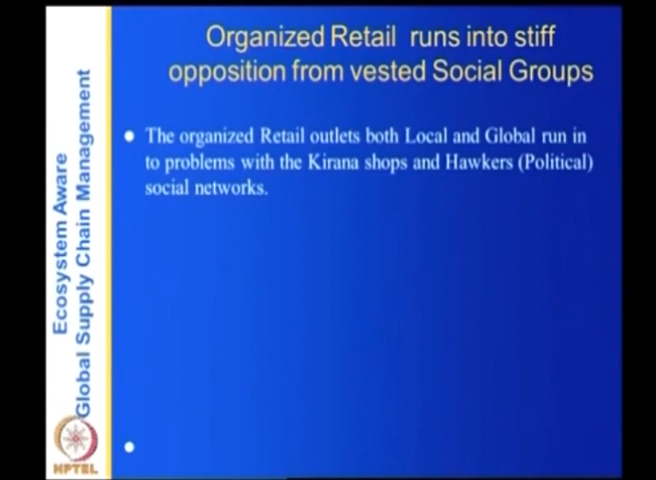 Organized Retail runs into stiff
opposition from vested Social Groups
• The organized Retail outlets both Local and Global run in
to problems with the Kirana shops and Hawkers (Political)
social networks.
•
Ecosystem Aware
Global Supply Chain Management
NPTEL